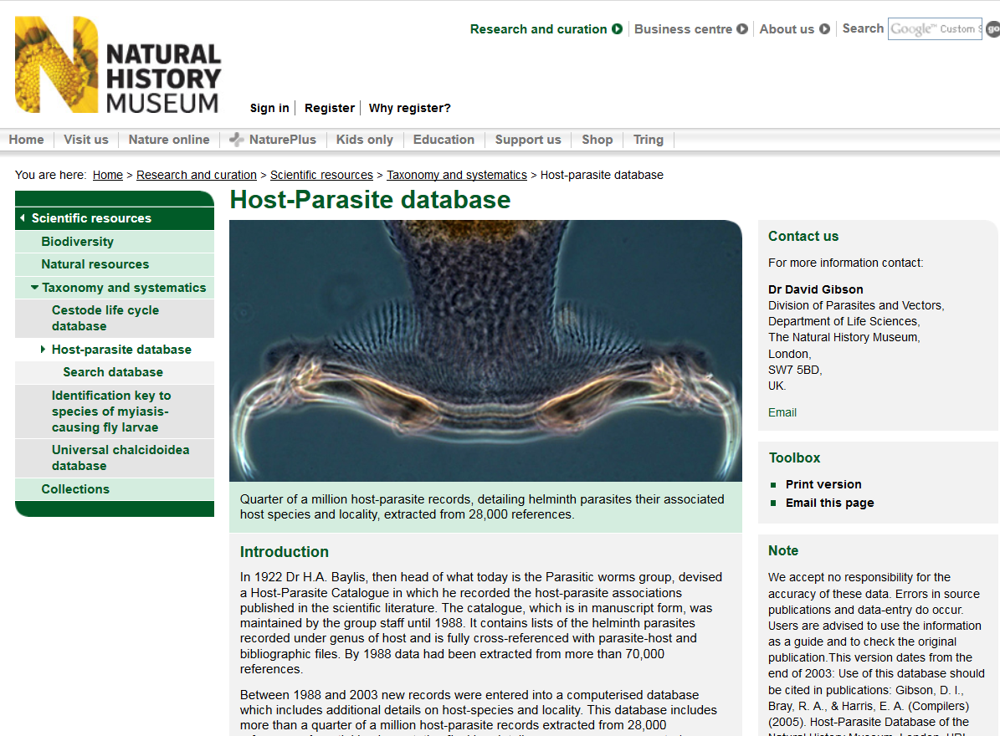 NATURAL
HISTORY
MUSEUM
Research and curation
Business centre
About us
Search
Google™ Custom
go
Sign in
Register
Why register?
Home
Visit us
Nature online
NaturePlus
Kids only
Education
Support us
Shop
Tring
You are here: Home > Research and curation > Scientific resources > Taxonomy and systematics > Host-parasite database
Scientific resources
Biodiversity
Natural resources
Taxonomy and systematics
Cestode life cycle
database
Host-parasite database
Search database
Identification key to
species of myiasis-
causing fly larvae
Universal chalcidoidea
database
Collections
Host-Parasite database
Quarter of a million host-parasite records, detailing helminth parasites their associated
host species and locality, extracted from 28,000 references.
Introduction
In 1922 Dr H.A. Baylis, then head of what today is the Parasitic worms group, devised
a Host-Parasite Catalogue in which he recorded the host-parasite associations
published in the scientific literature. The catalogue, which is in manuscript form, was
maintained by the group staff until 1988. It contains lists of the helminth parasites
recorded under genus of host and is fully cross-referenced with parasite-host and
bibliographic files. By 1988 data had been extracted from more than 70,000
references.
Between 1988 and 2003 new records were entered into a computerised database
which includes additional details on host-species and locality. This database includes
more than a quarter of a million host-parasite records extracted from 28,000
Contact us
For more information contact:
Dr David Gibson
Division of Parasites and Vectors,
Department of Life Sciences,
The Natural History Museum,
London,
SW7 5BD,
UK.
Email
Toolbox
Print version
Email this page
Note
We accept no responsibility for the
accuracy of these data. Errors in source
publications and data-entry do occur.
Users are advised to use the information
as a guide and to check the original
publication.This version dates from the
end of 2003: Use of this database should
be cited in publications: Gibson, D. I.,
Bray, R. A., & Harris, E. A. (Compilers)
(2005). Host-Parasite Database of the